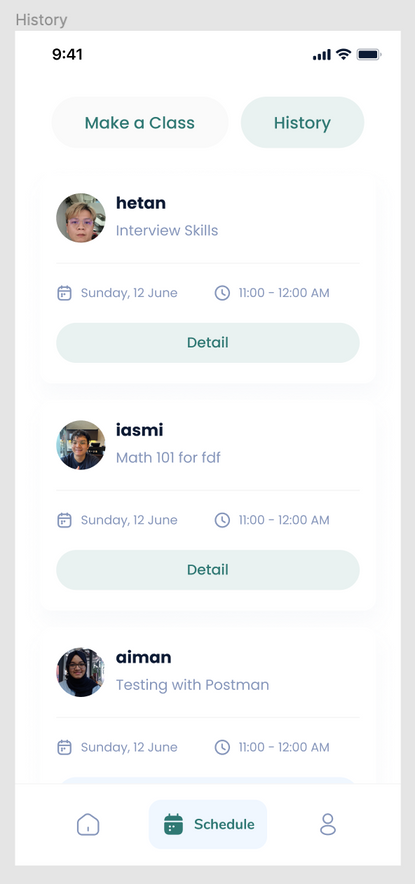 History
9:41
Make a Class
History
hetan
Interview Skills
Sunday, 12 June
11:00 - 12:00 AM
Detail
iasmi
Math 101 for fdf
Sunday, 12 June
11:00 - 12:00 AM
Detail
aiman
Testing with Postman
Sunday, 12 June
11:00 - 12:00 AM
Schedule